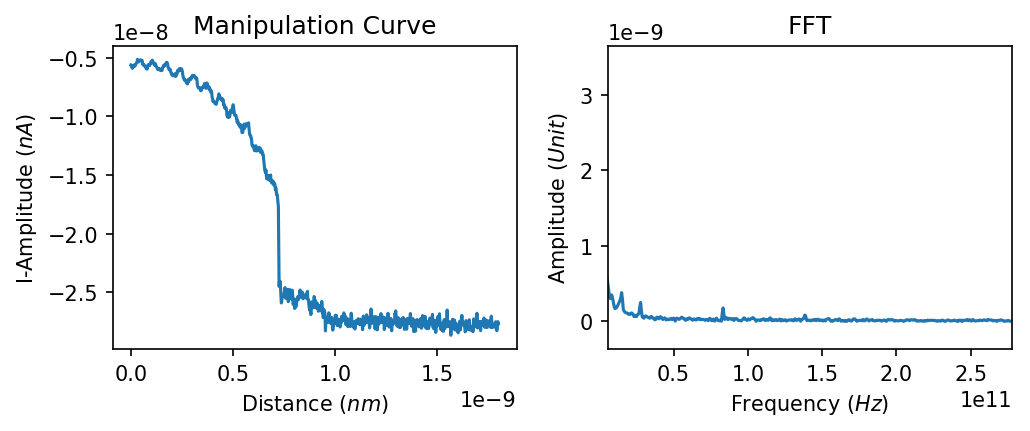 Manipulation Curve
1e−8
−0.5
−1.0
−1.5
−2.0
−2.5
I-Amplitude (nA)
0.0 0.5 1.0 1.5
Distance (nm) 1e−9
FFT
1e−9
3
2
1
0
Amplitude (Unit)
0.5 1.0 1.5 2.0 2.5
Frequency (Hz) 1e11